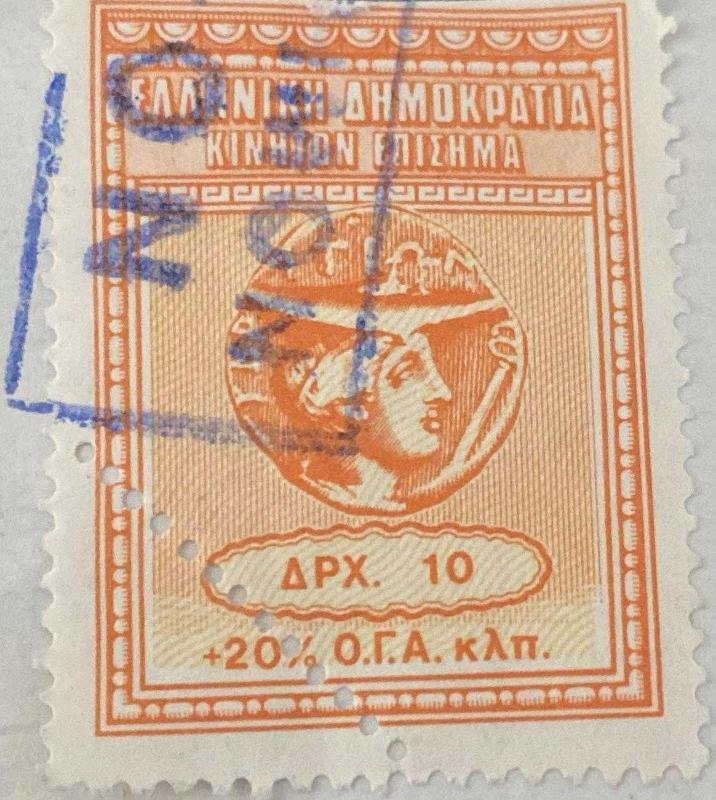 ΕΛΛΗΝΙΚΗ ΔΗΜΟΚΡΑΤΙΑ
ΚΙΝΗΤΟΝ ΕΠΙΣΗΜΑ
ΔΡΧ. 10
+20% Ο.Γ.Α. κλπ.